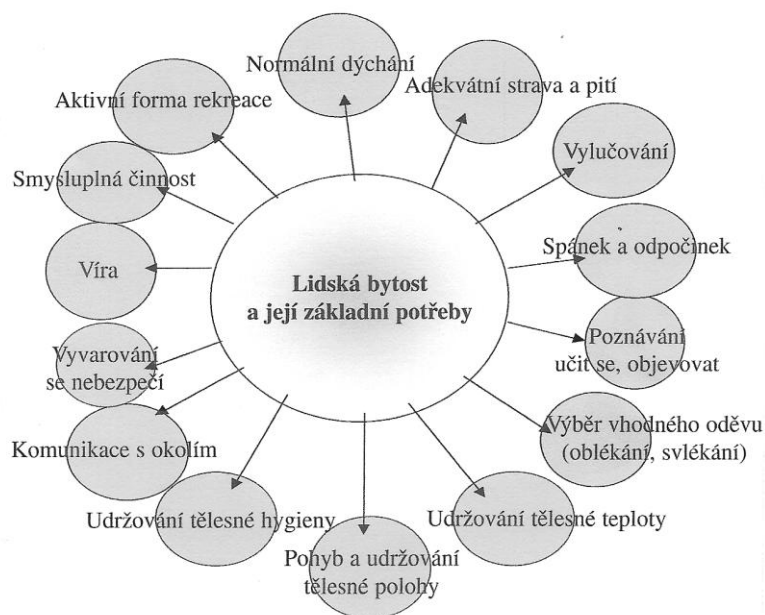 Normální dýchání
Adekvátní strava a pití
Aktivní forma rekreace
Vylučování
Smysluplná činnost
Spánek a odpočinek
Víra
Lidská bytost
a její základní potřeby
Poznávání
učit se, objevovat
Vyvarování
se nebezpečí
Výběr vhodného oděvu
(oblékání, svlékání)
Komunikace s okolím
Udržování tělesné hygieny
Udržování tělesné teploty
Pohyb a udržování
tělesné polohy